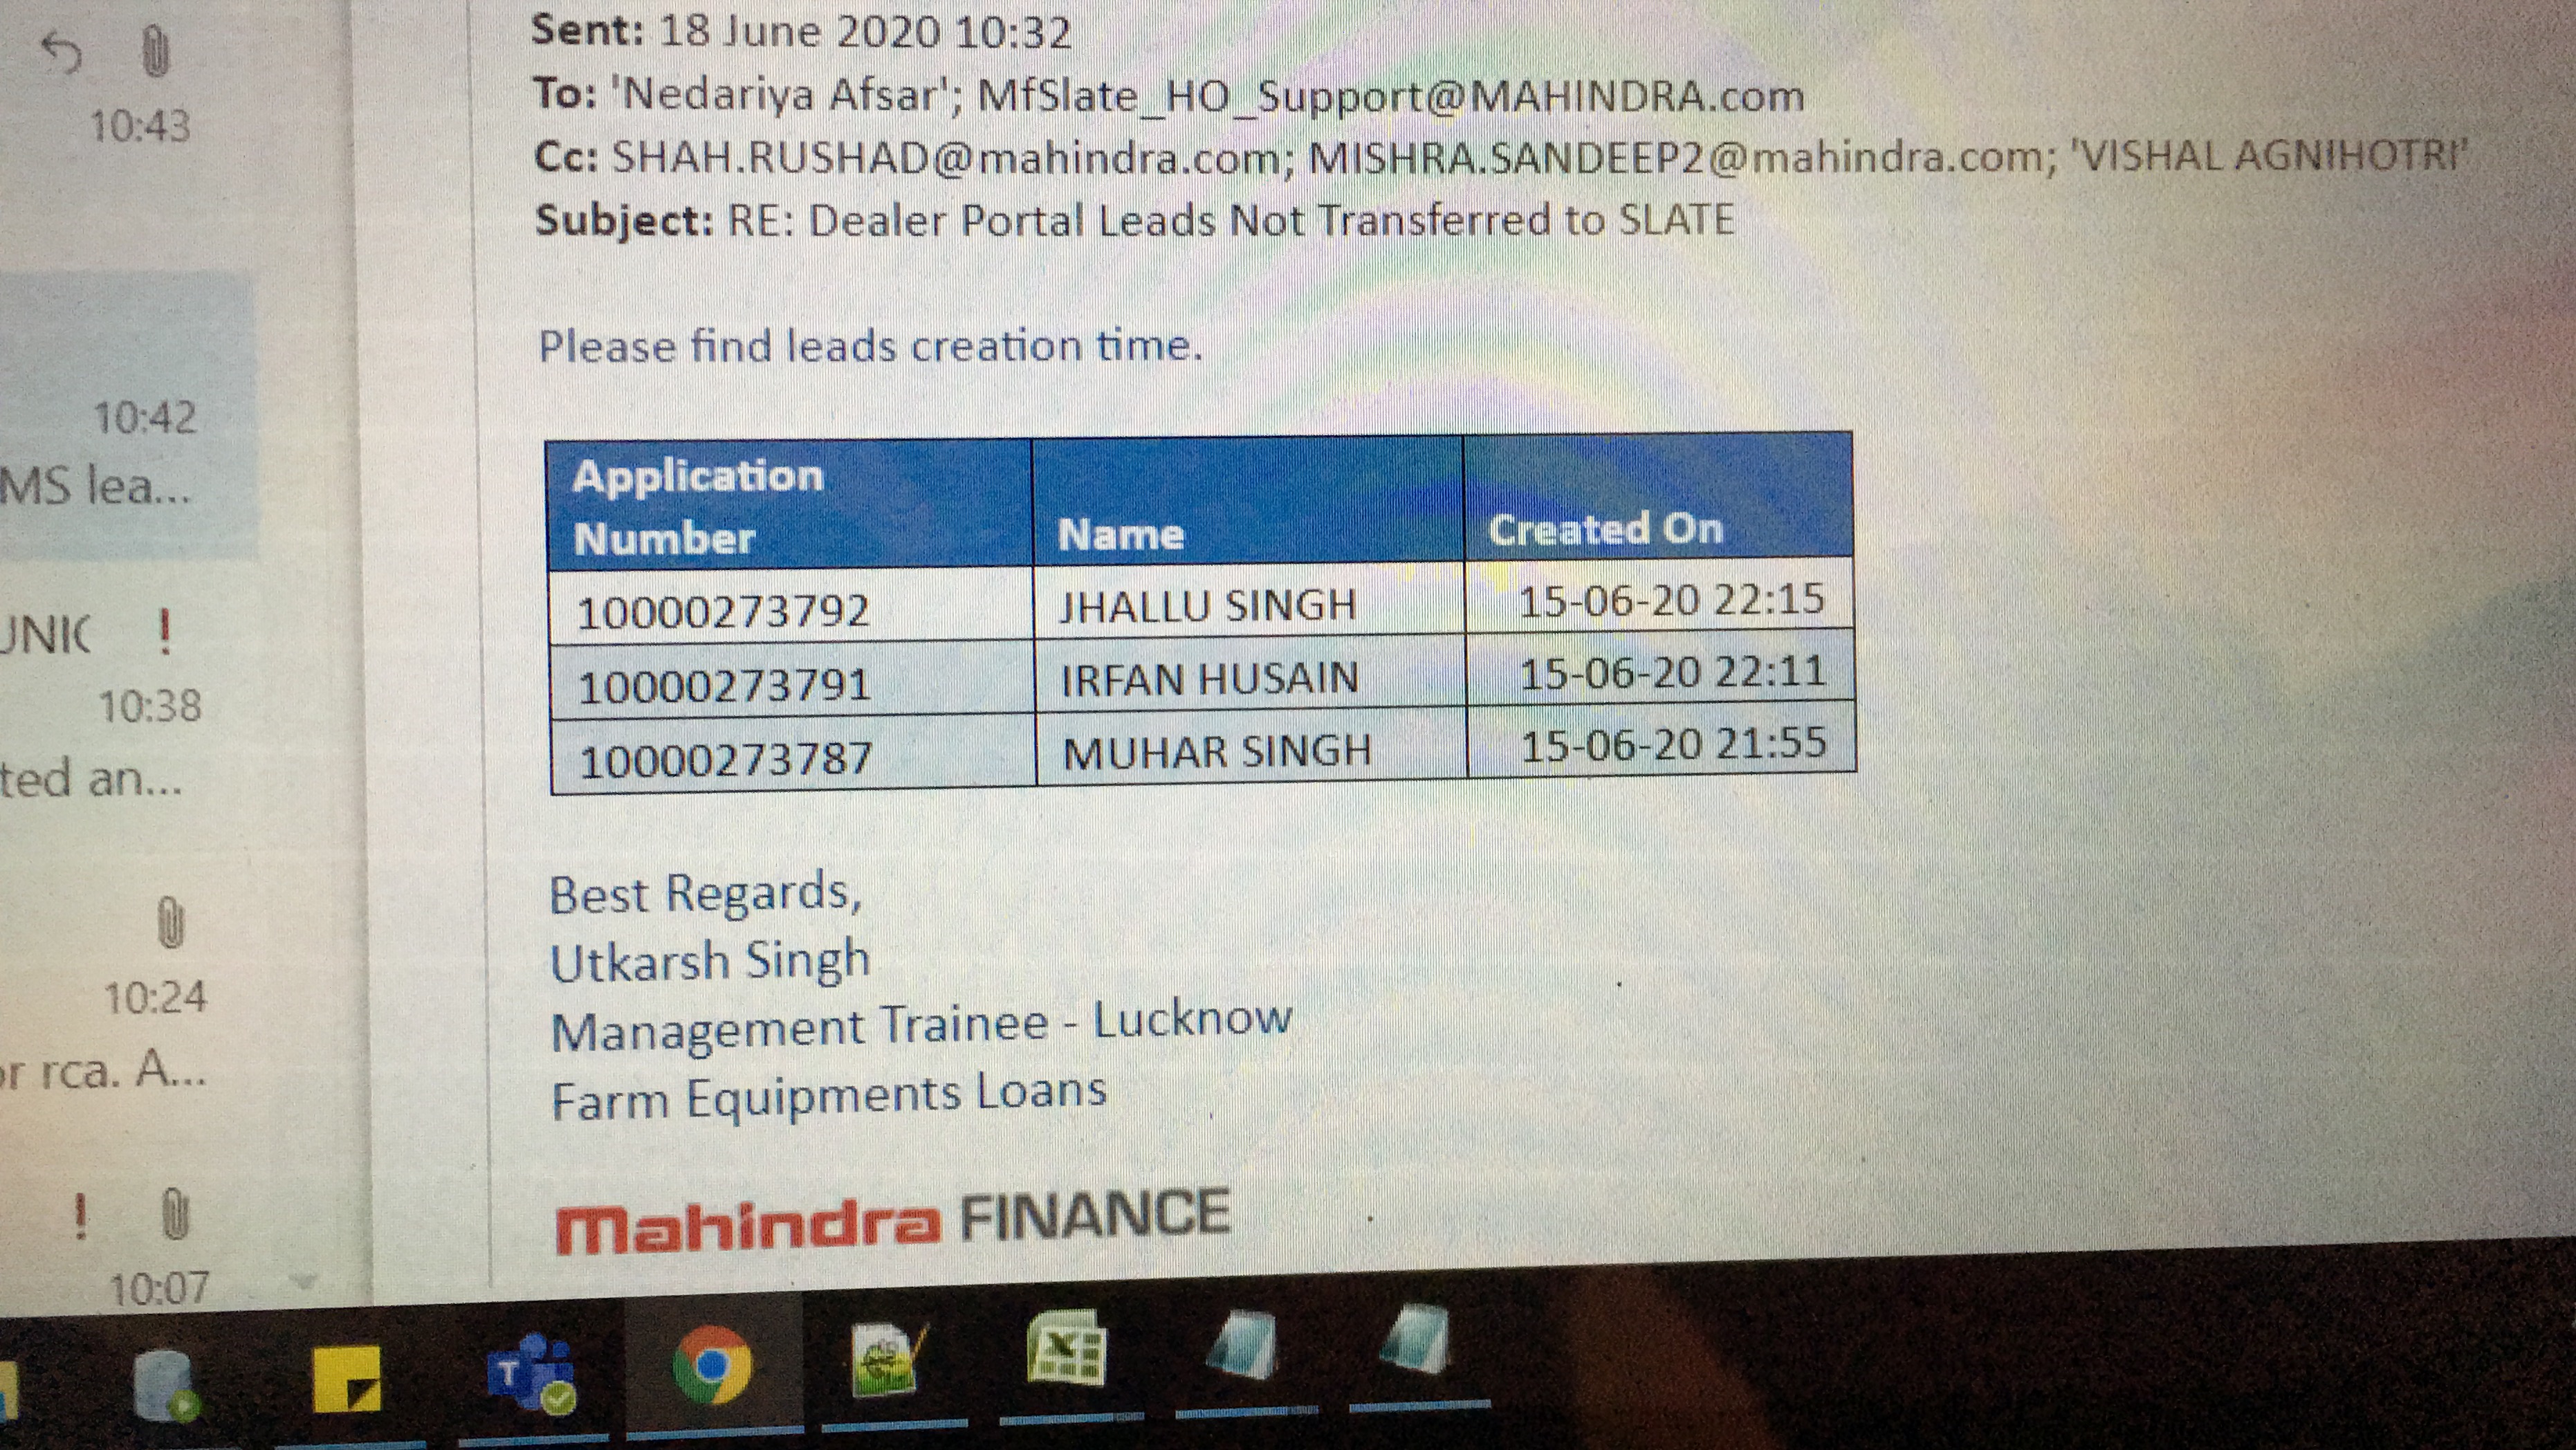 10:43
10:42
MS lea...
!
10:38
ted an...
10:24
r rca. A...
!
10:07
Sent: 18 June 2020 10:32
To: 'Nedariya Afsar'; MfSlate_HO_Support@MAHINDRA.com
Cc: SHAH.RUSHAD@mahindra.com; MISHRA.SANDEEP2@mahindra.com; 'VISHAL AGNIHOTRI'
Subject: RE: Dealer Portal Leads Not Transferred to SLATE
Please find leads creation time.
Application
Number Name Created On
10000273792 JHALLU SINGH 15-06-20 22:15
10000273791 IRFAN HUSAIN 15-06-20 22:11
10000273787 MUHAR SINGH 15-06-20 21:55
Best Regards,
Utkarsh Singh
Management Trainee - Lucknow
Farm Equipments Loans
Mahindra FINANCE